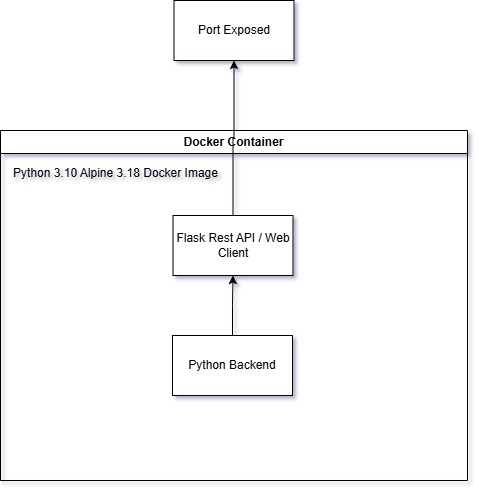 Port Exposed
Docker Container
Python 3.10 Alpine 3.18 Docker Image
Flask Rest API / Web
Client
Python Backend